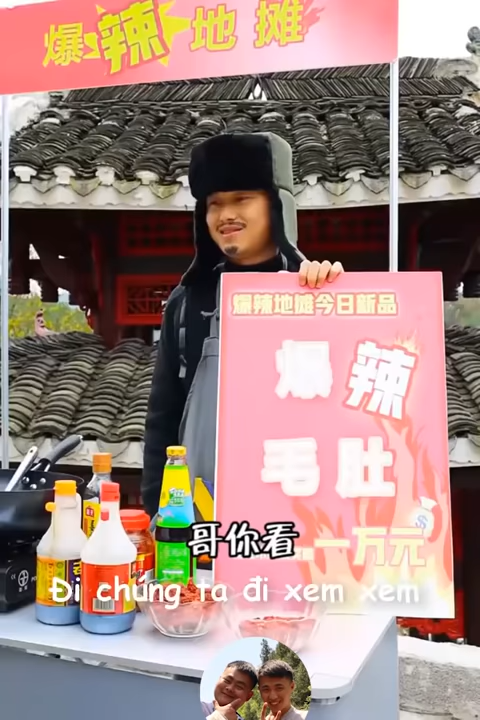 爆辣地摊
爆辣地摊今日新品
爆辣
毛肚
...一万元
哥你看
Đi chúng ta đi xem xem